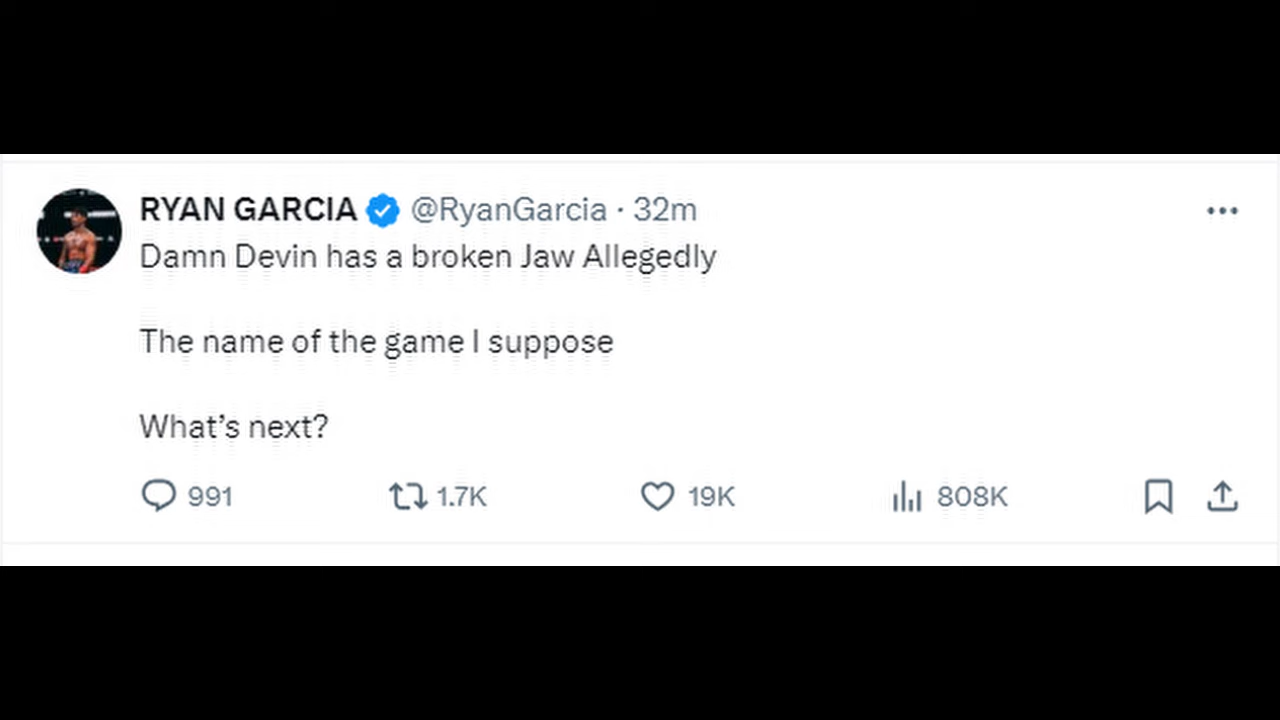 RYAN GARCIA @RyanGarcia · 32m
Damn Devin has a broken Jaw Allegedly
The name of the game I suppose
What’s next?
991 1.7K 19K 808K